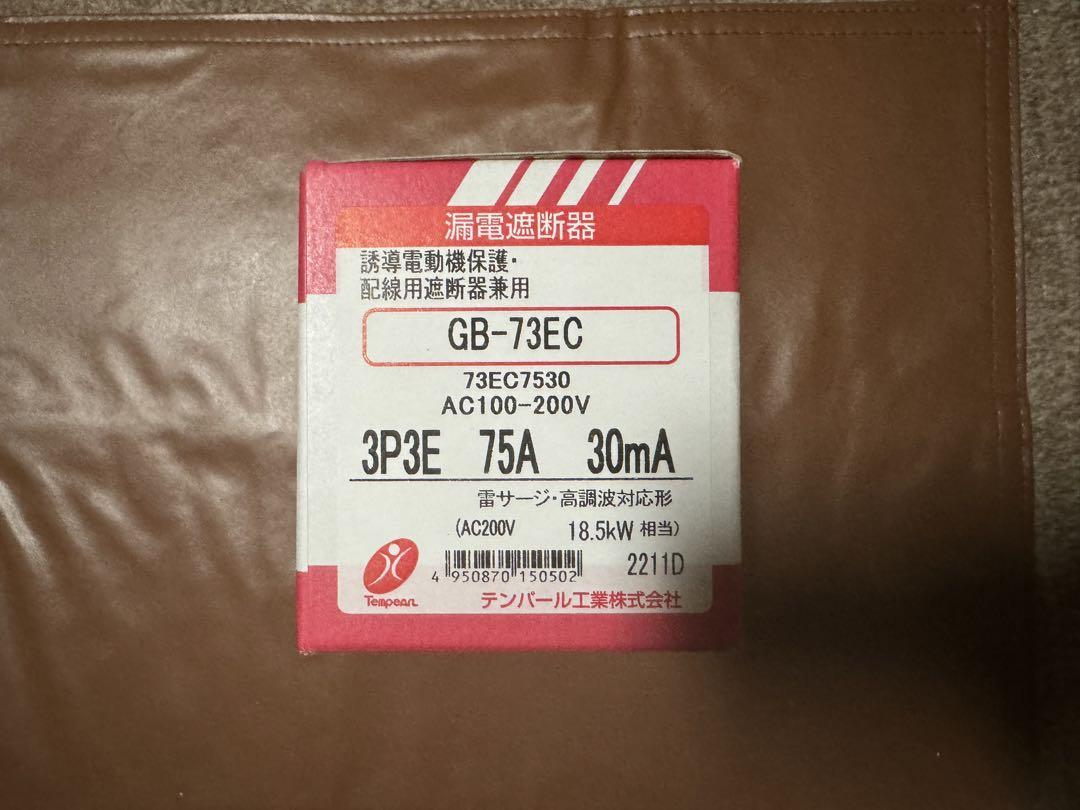 漏電遮断器
誘導電動機保護・
配線用遮断器兼用
GB-73EC
73EC7530
AC100-200V
3P3E 75A 30mA
雷サージ・高調波対応形
(AC200V 18.5kW 相当)
4 950870 150502 2211D
Tempearl テンパール工業株式会社